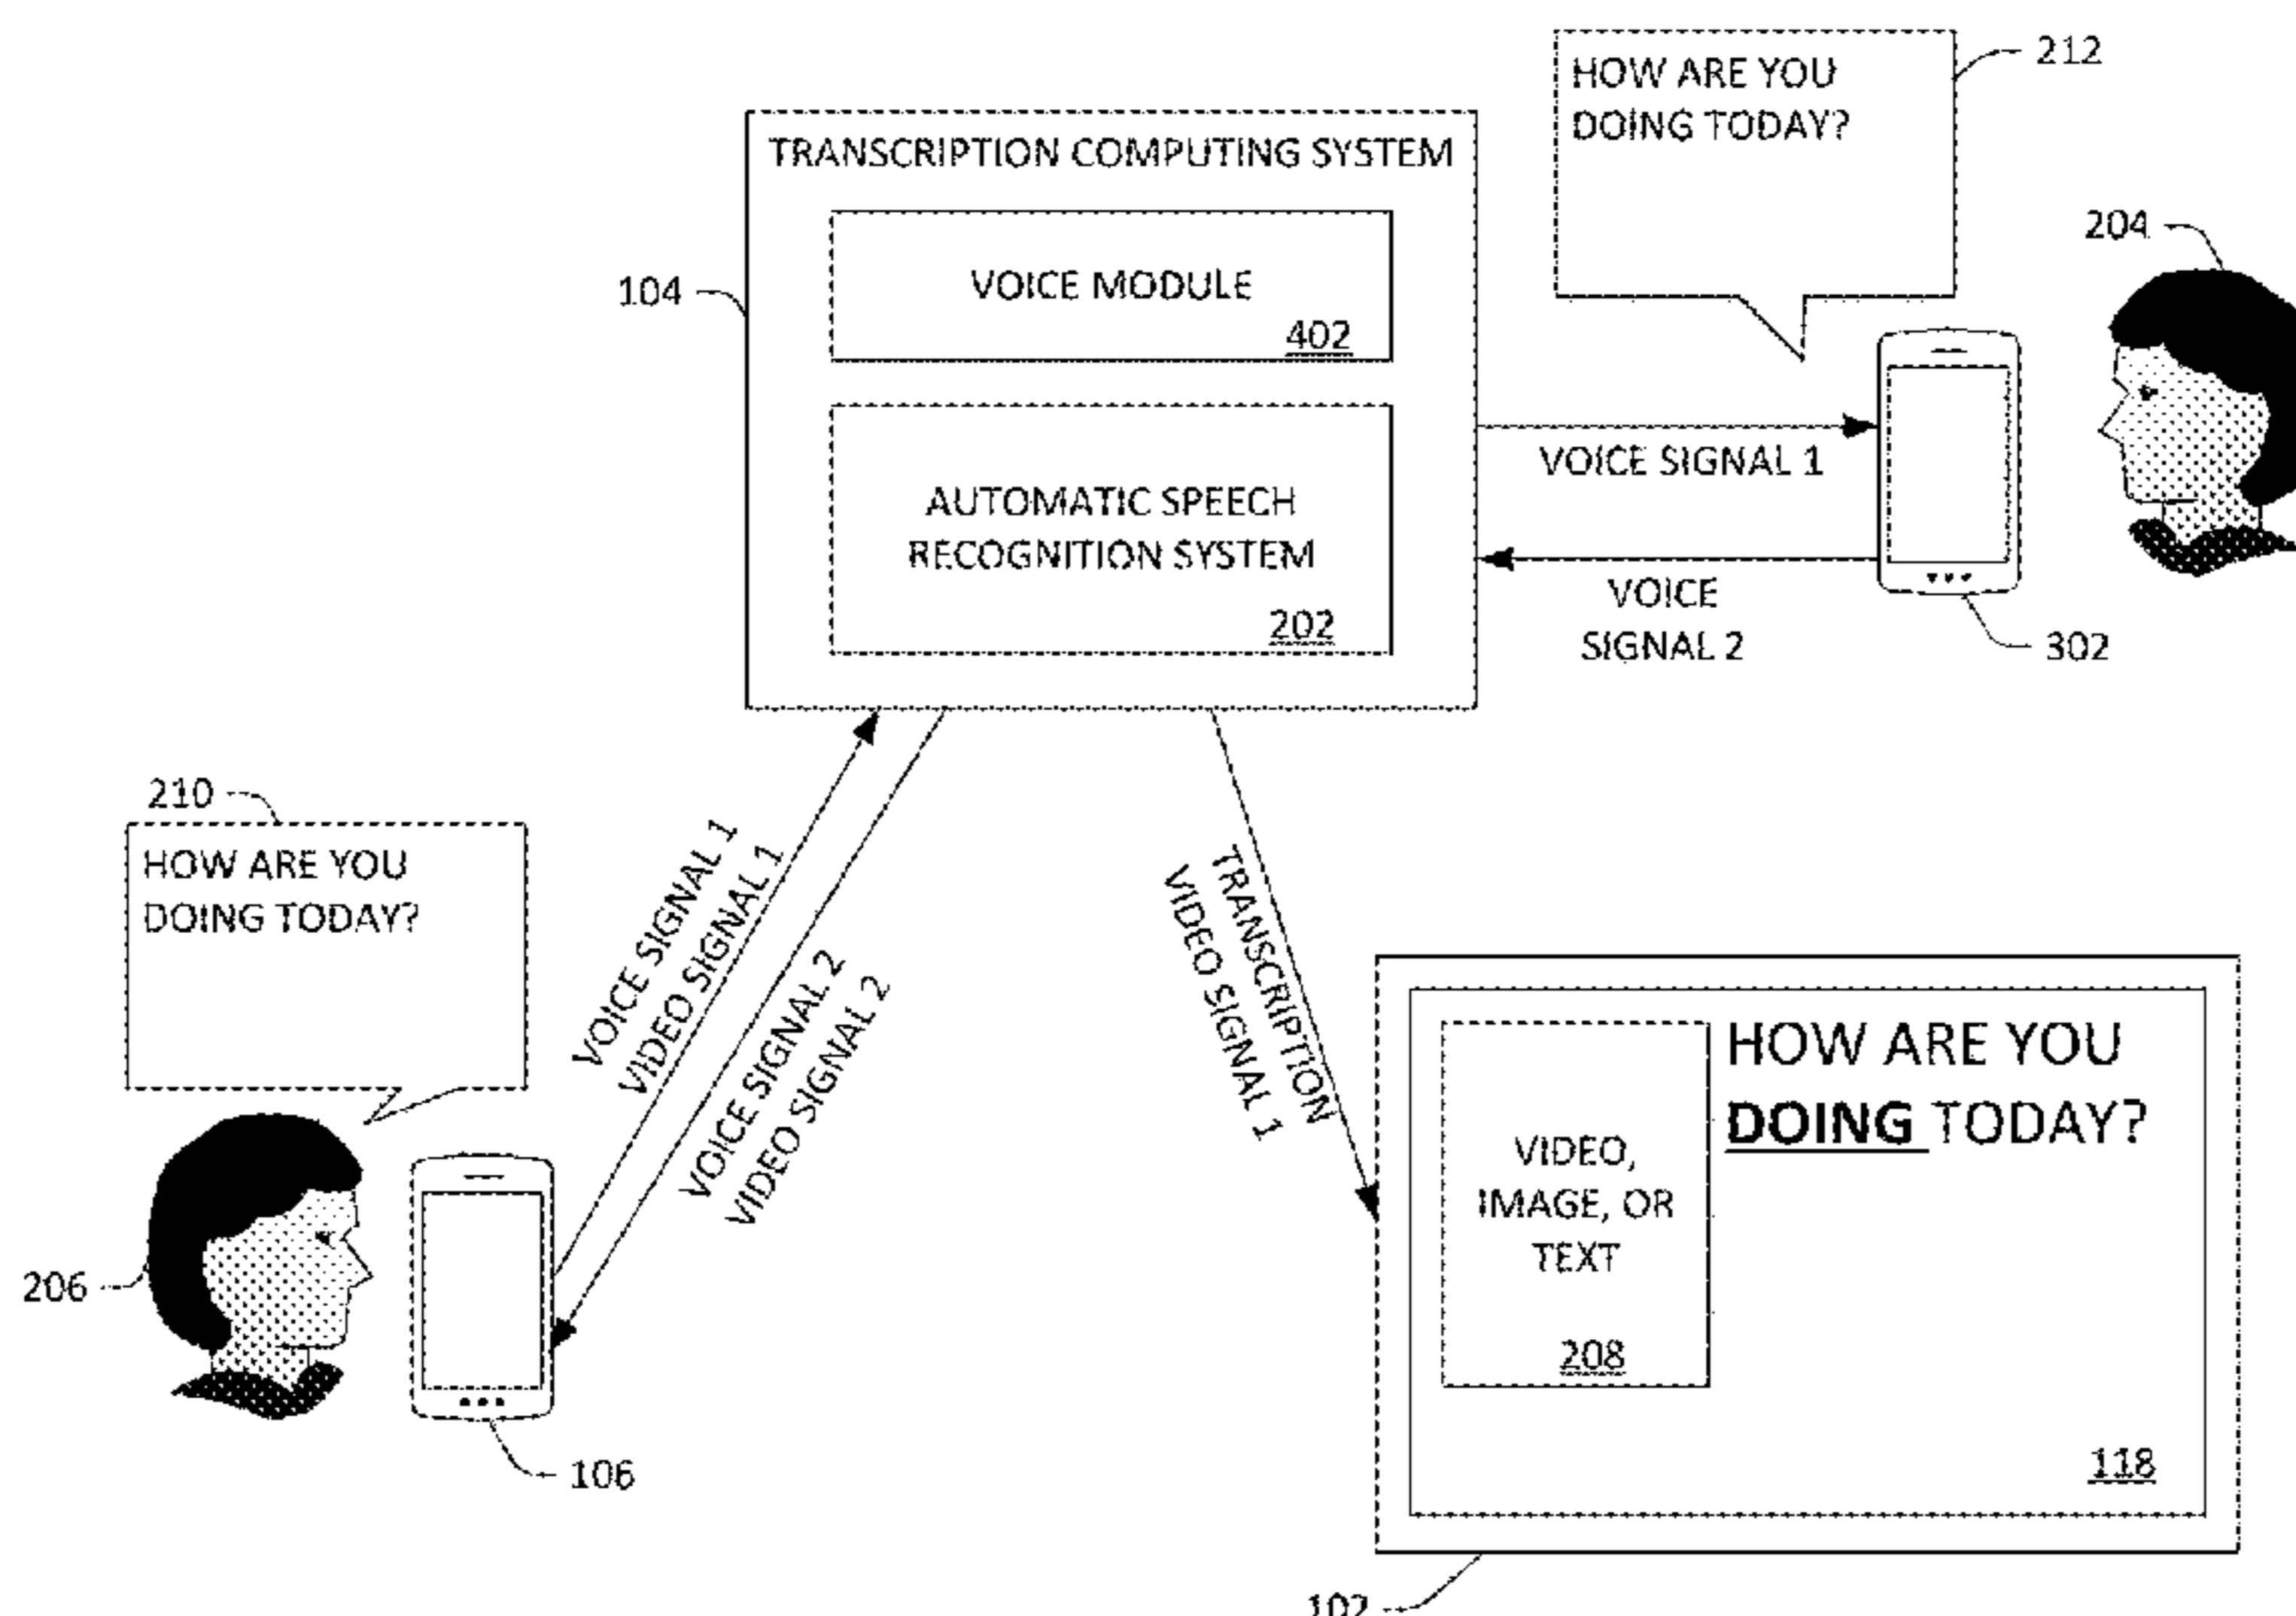 HOW ARE YOU
DOING TODAY?
212
TRANSCRIPTION COMPUTING SYSTEM
204
VOICE MODULE
402
104
AUTOMATIC SPEECH
RECOGNITION SYSTEM
202
VOICE SIGNAL 1
VOICE
SIGNAL 2
302
210
HOW ARE YOU
DOING TODAY?
VOICE SIGNAL 1
VIDEO SIGNAL 1
VOICE SIGNAL 2
VIDEO SIGNAL 2
TRANSCRIPTION
VIDEO SIGNAL 1
206
106
HOW ARE YOU
DOING TODAY?
VIDEO,
IMAGE, OR
TEXT
208
118
102